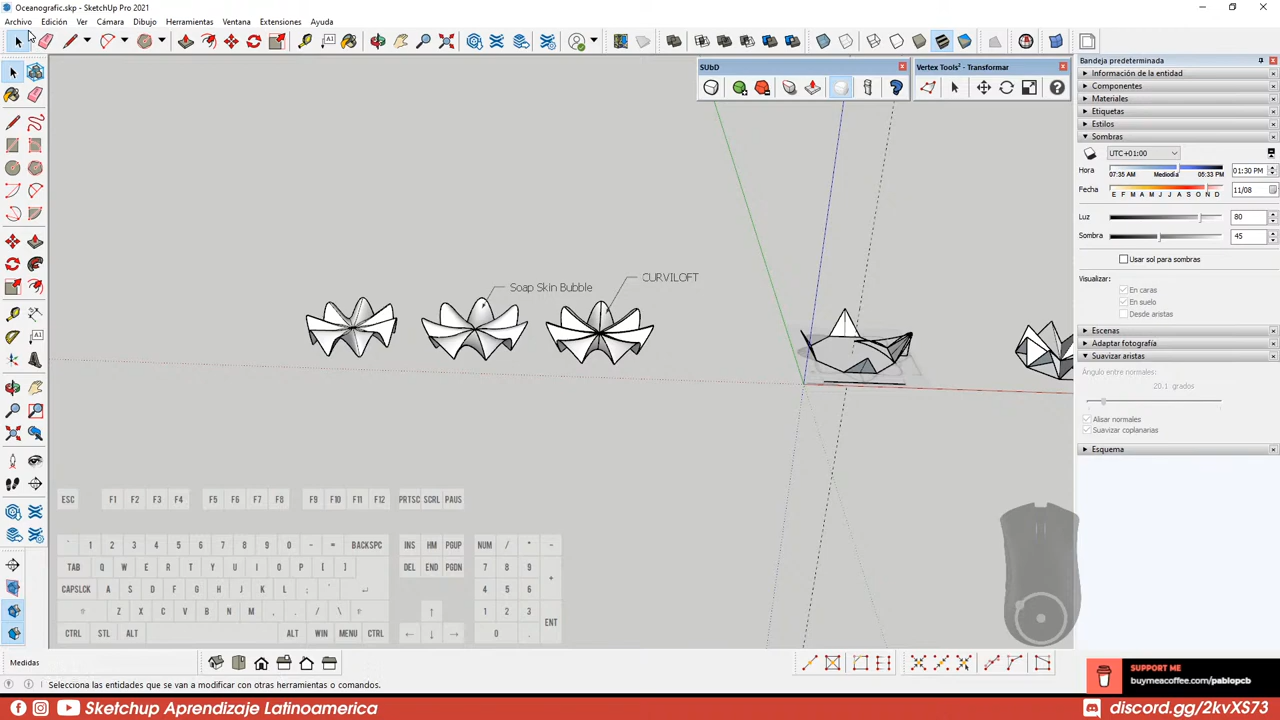 Oceanografic.skp - SketchUp Pro 2021
Archivo Edición Ver Cámara Dibujo Herramientas Ventana Extensiones Ayuda
SUbD
Vertex Tools² - Transformar
Bandeja predeterminada
Información de la entidad
Componentes
Materiales
Etiquetas
Estilos
Sombras
UTC+01:00
Hora
07:35 AM Mediodía 05:33 PM
01:30 PM
Fecha
E F M A M J J A S O N D
11/08
Luz 80
Sombra 45
Usar sol para sombras
Visualizar:
En caras
En suelo
Desde aristas
Escenas
Adaptar fotografía
Suavizar aristas
Ángulo entre normales:
20.1 grados
Alisar normales
Suavizar coplanarias
Esquema
Soap Skin Bubble
CURVILOFT
ESC F1 F2 F3 F4 F5 F6 F7 F8 F9 F10 F11 F12 PRTSC SCRL PAUS
` 1 2 3 4 5 6 7 8 9 0 - = BACKSPC INS HM PGUP NUM / * -
TAB Q W E R T Y U I O P [ ] DEL END PGDN 7 8 9 +
CAPSLCK A S D F G H J K L ; ' ↵ 4 5 6
⇧ Z X C V B N M , . / \ ⇧ ↑ 1 2 3 ENT
CTRL STL ALT ALT WIN MENU CTRL ← ↓ → 0 .
Medidas
Selecciona las entidades que se van a modificar con otras herramientas o comandos.
SUPPORT ME
buymeacoffee.com/pablopcb
Sketchup Aprendizaje Latinoamerica
discord.gg/2kvXS73